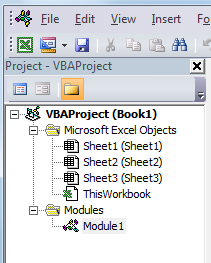 File Edit View Insert Format
Project - VBAProject
VBAProject (Book1)
Microsoft Excel Objects
Sheet1 (Sheet1)
Sheet2 (Sheet2)
Sheet3 (Sheet3)
ThisWorkbook
Modules
Module1